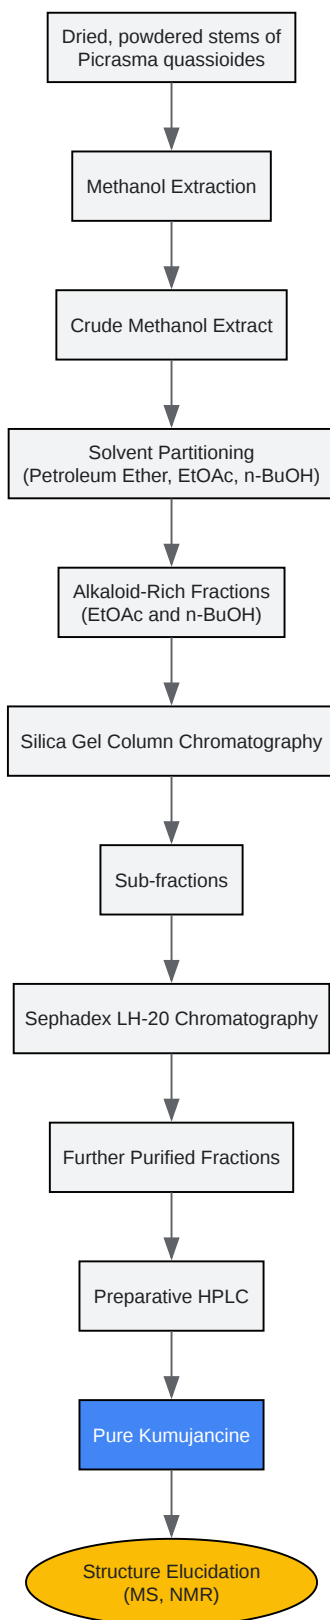 Dried, powdered stems of
Picrasma quassioides
Methanol Extraction
Crude Methanol Extract
Solvent Partitioning
(Petroleum Ether, EtOAc, n-BuOH)
Alkaloid-Rich Fractions
(EtOAc and n-BuOH)
Silica Gel Column Chromatography
Sub-fractions
Sephadex LH-20 Chromatography
Further Purified Fractions
Preparative HPLC
Pure Kumujancine
Structure Elucidation
(MS, NMR)